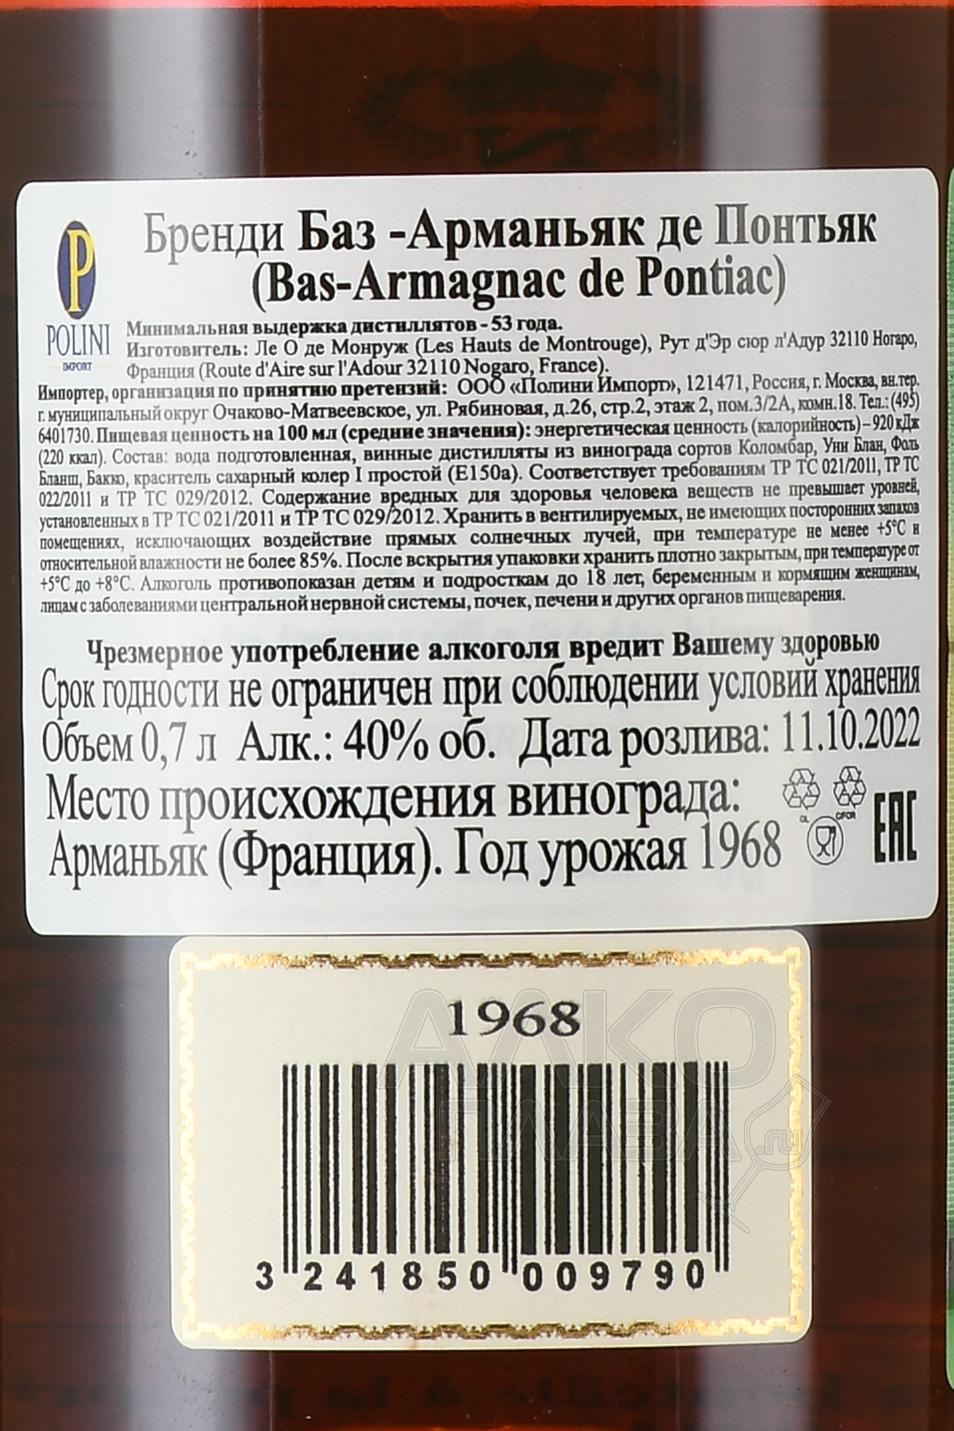 P
POLINI
IMPORT
Бренди Баз -Арманьяк де Понтьяк
(Bas-Armagnac de Pontiac)
Минимальная выдержка дистиллятов - 53 года.
Изготовитель: Ле О де Монруж (Les Hauts de Montrouge), Рут д'Эр сюр л'Адур 32110 Ногаро,
Франция (Route d'Aire sur l'Adour 32110 Nogaro, France).
Импортер, организация по принятию претензий: ООО «Полини Импорт», 121471, Россия, г. Москва, вн.тер.
г. муниципальный округ Очаково-Матвеевское, ул. Рябиновая, д.26, стр.2, этаж 2, пом.3/2А, комн.18. Тел.: (495)
6401730. Пищевая ценность на 100 мл (средние значения): энергетическая ценность (калорийность) – 920 кДж
(220 ккал). Состав: вода подготовленная, винные дистилляты из винограда сортов Коломбар, Уни Блан, Фоль
Бланш, Бакко, краситель сахарный колер I простой (Е150а). Соответствует требованиям ТР ТС 021/2011, ТР ТС
022/2011 и ТР ТС 029/2012. Содержание вредных для здоровья человека веществ не превышает уровней,
установленных в ТР ТС 021/2011 и ТР ТС 029/2012. Хранить в вентилируемых, не имеющих посторонних запахов
помещениях, исключающих воздействие прямых солнечных лучей, при температуре не менее +5°С и
относительной влажности не более 85%. После вскрытия упаковки хранить плотно закрытым, при температуре от
+5°С до +8°С. Алкоголь противопоказан детям и подросткам до 18 лет, беременным и кормящим женщинам,
лицам с заболеваниями центральной нервной системы, почек, печени и других органов пищеварения.
Чрезмерное употребление алкоголя вредит Вашему здоровью
Срок годности не ограничен при соблюдении условий хранения
Объем 0,7 л Алк.: 40% об. Дата розлива: 11.10.2022
Место происхождения винограда:
Арманьяк (Франция). Год урожая 1968
GL C/FOR
EAC
1968
АЛКО
ПЛАВА.ru
3 241850 009790